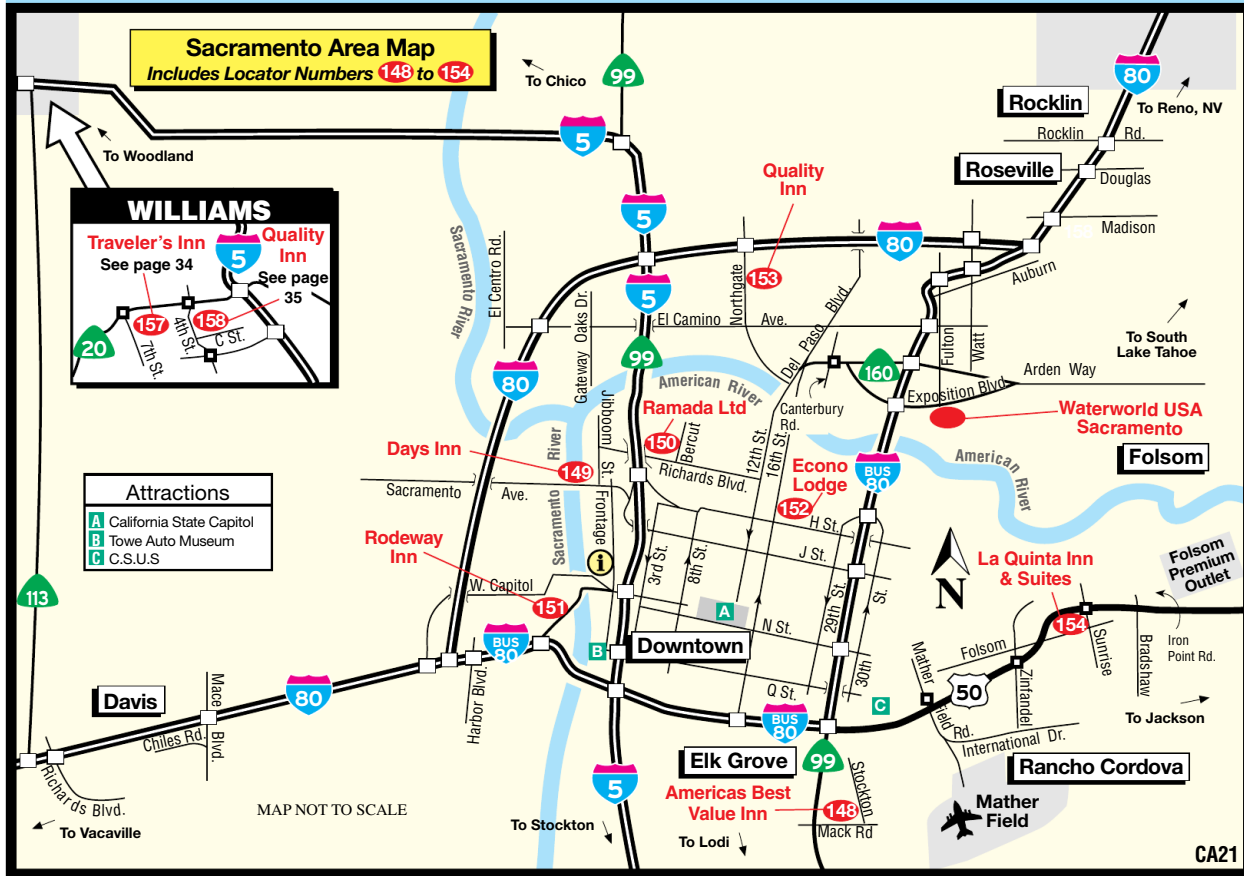 Sacramento Area Map
Includes Locator Numbers 148 to 154
To Chico
99
80
To Reno, NV
Rocklin
Rocklin Rd.
Roseville
Douglas
Madison
5
To Woodland
WILLIAMS
Traveler's Inn
See page 34
5
Quality
Inn
See page
35
157
158
4th St.
C St.
7th St.
20
Sacramento River
El Centro Rd.
5
Quality
Inn
153
Northgate
80
Auburn
5
Gateway Oaks Dr.
El Camino Ave.
Del Paso Blvd.
Fulton
Watt
To South
Lake Tahoe
99
80
160
Arden Way
Exposition Blvd.
American River
Canterbury
Rd.
Waterworld USA
Sacramento
Folsom
Ramada Ltd
150
Bercut
Jibboom St.
Richards Blvd.
12th St.
16th St.
Days Inn
149
Sacramento River
Sacramento Ave.
Frontage
Econo
Lodge
152
BUS
80
American
River
Attractions
A California State Capitol
B Towe Auto Museum
C C.S.U.S
Rodeway
Inn
151
W. Capitol
i
3rd St.
8th St.
H St.
J St.
N St.
Q St.
29th St.
30th St.
A
B
C
Downtown
N
La Quinta Inn
& Suites
154
Folsom
Premium
Outlet
Iron
Point Rd.
Folsom
Sunrise
Bradshaw
Zinfandel
Mather Field Rd.
50
International Dr.
To Jackson
113
BUS
80
Harbor Blvd.
Davis
80
Mace Blvd.
Chiles Rd.
Richards Blvd.
To Vacaville
MAP NOT TO SCALE
BUS
80
5
To Stockton
Elk Grove
99
Stockton
Americas Best
Value Inn
148
Mack Rd
To Lodi
Rancho Cordova
Mather
Field
CA21